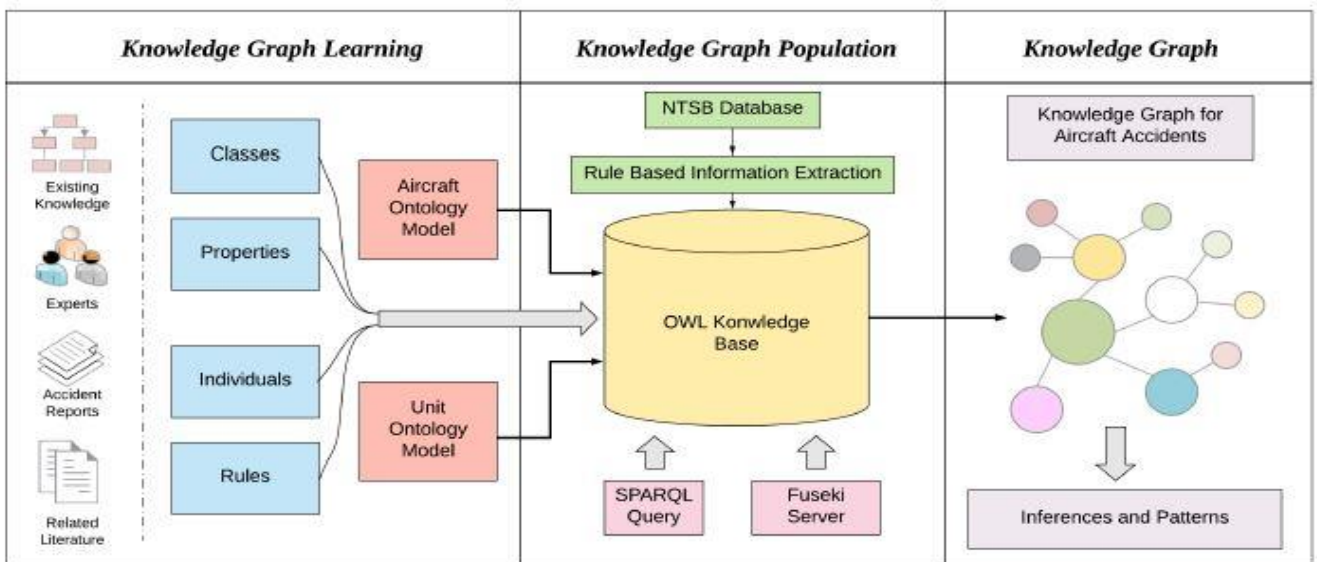 Knowledge Graph Learning
Knowledge Graph Population
Knowledge Graph
Existing
Knowledge
Experts
Accident
Reports
Related
Literature
Classes
Properties
Individuals
Rules
Aircraft
Ontology
Model
Unit
Ontology
Model
NTSB Database
Rule Based Information Extraction
OWL Konwledge
Base
SPARQL
Query
Fuseki
Server
Knowledge Graph for
Aircraft Accidents
Inferences and Patterns